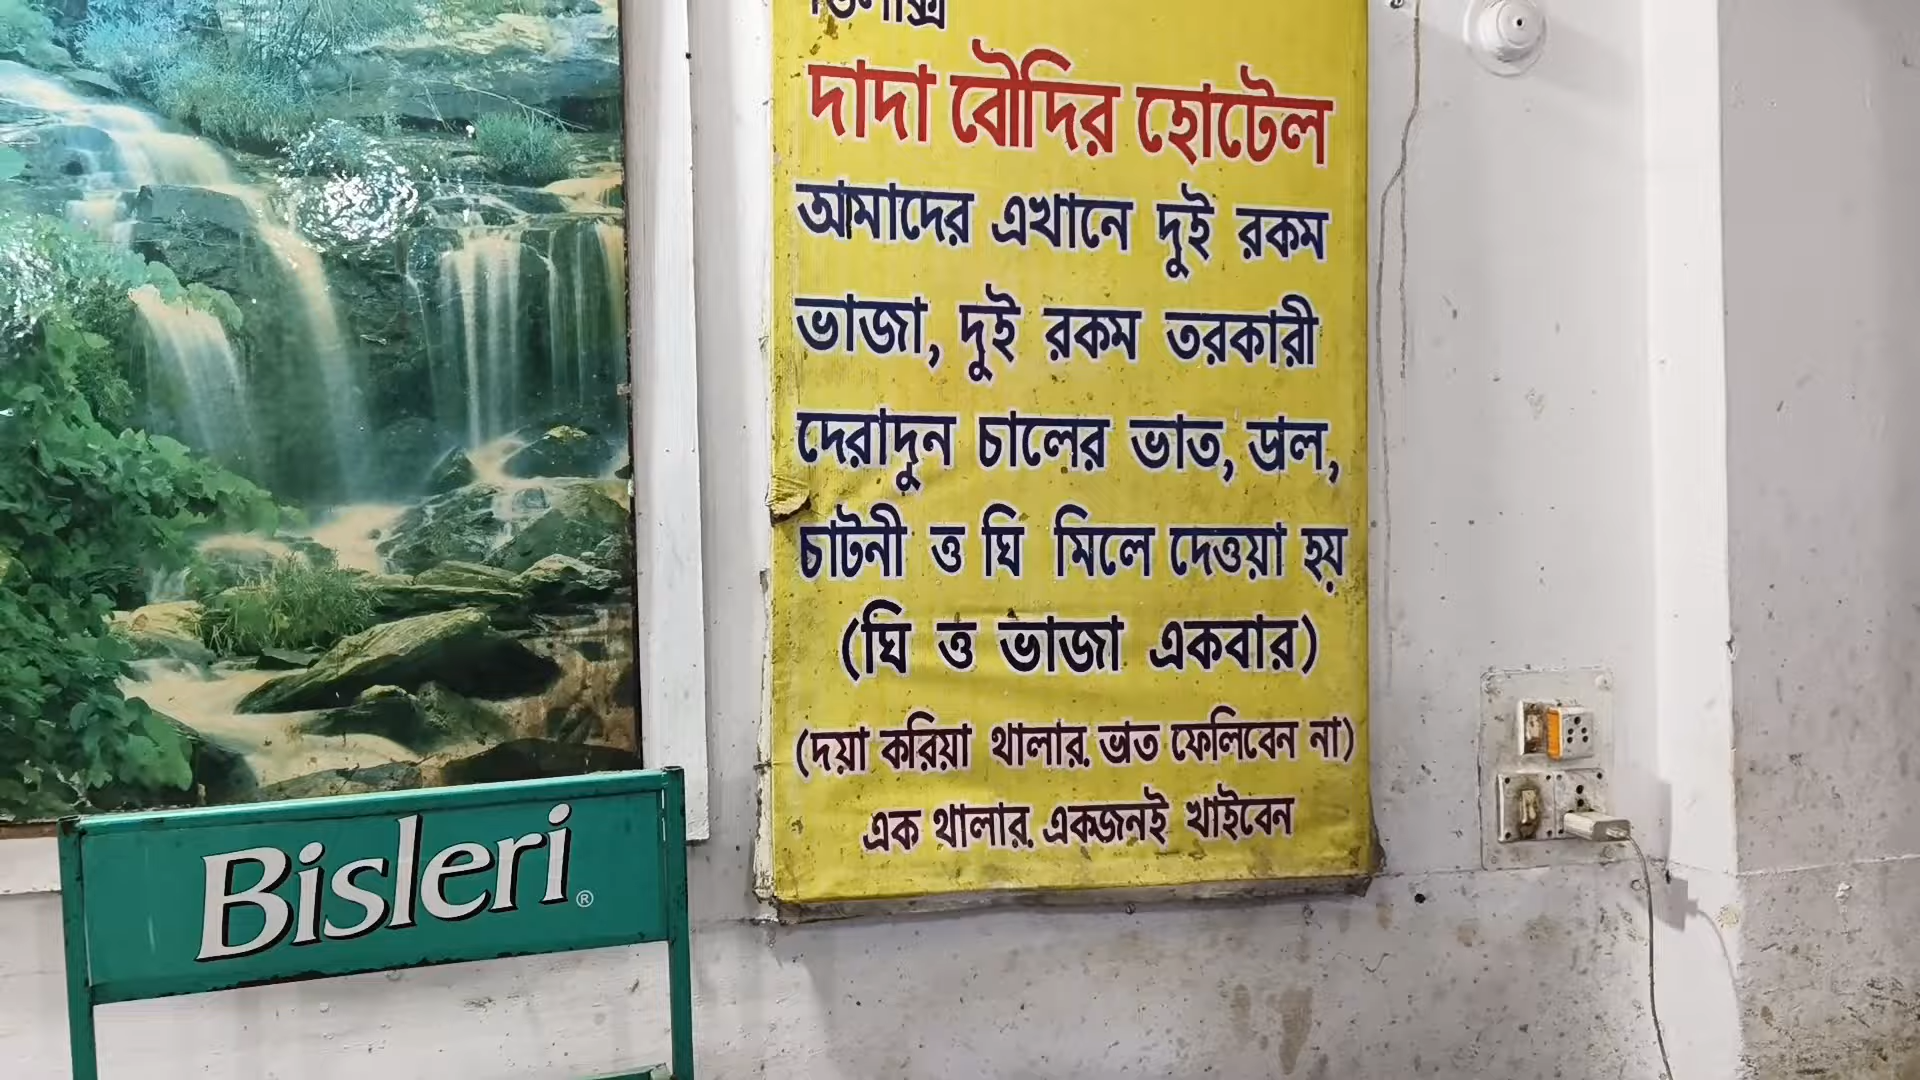 দাদা বৌদির হোটেল
আমাদের এখানে দুই রকম
ভাজা, দুই রকম তরকারী
দেরাদুন চালের ভাত, ডাল,
চাটনী ও ঘি মিলে দেওয়া হয়
(ঘি ও ভাজা একবার)
(দয়া করিয়া থালার ভাত ফেলিবেন না)
এক থালার একজনই খাইবেন
Bisleri®